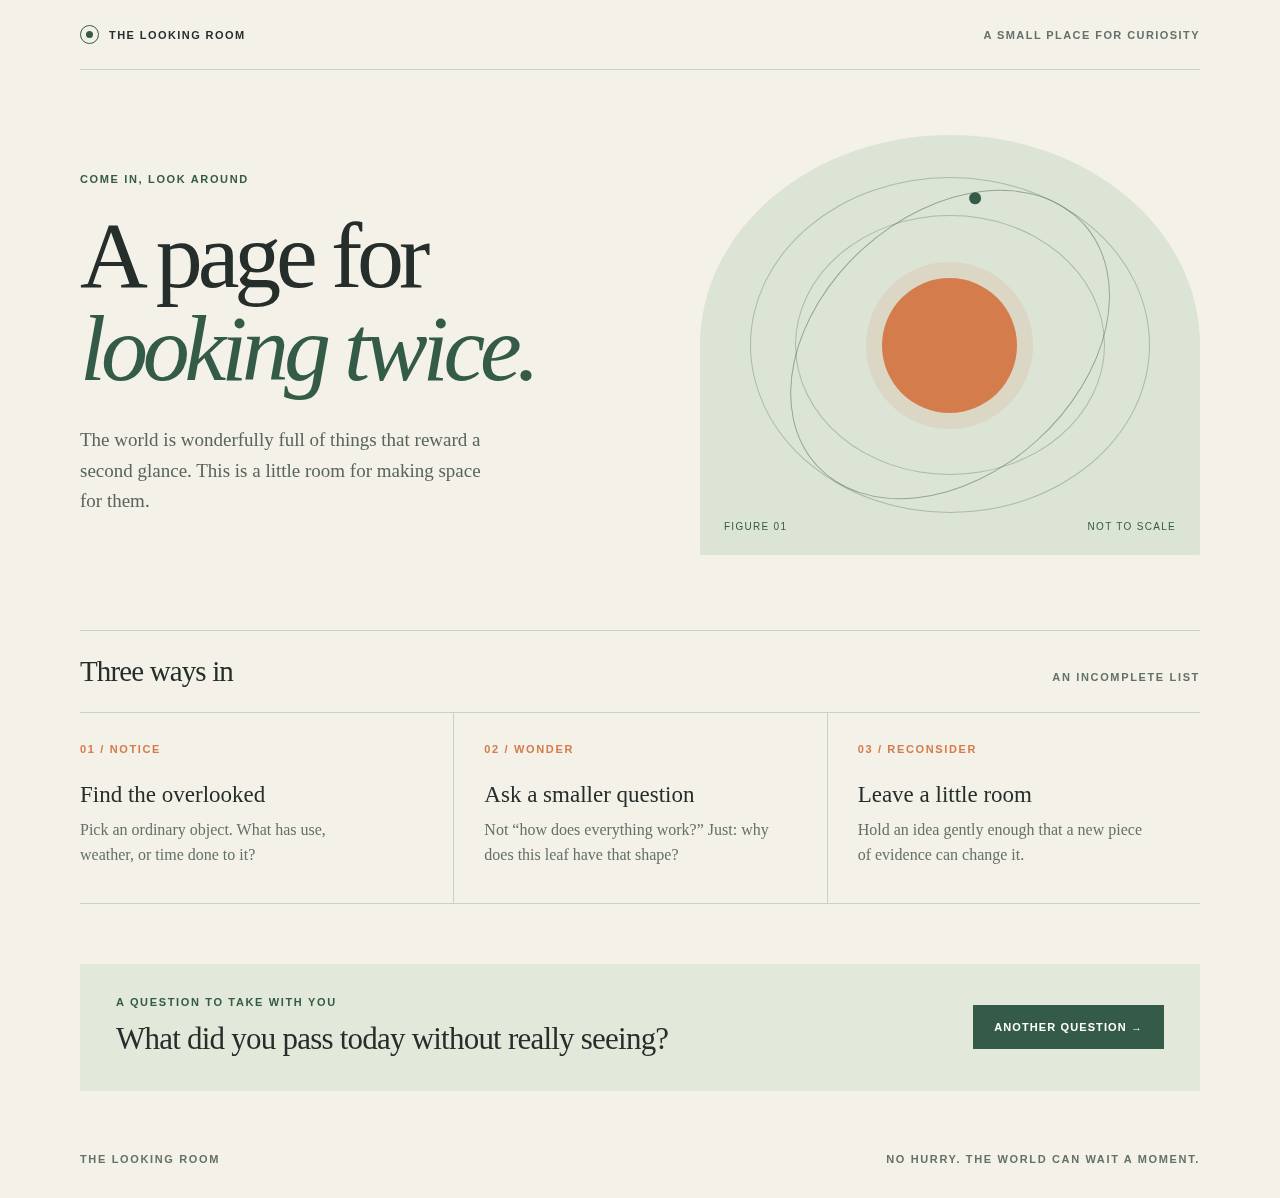 THE LOOKING ROOM
A SMALL PLACE FOR CURIOSITY
COME IN, LOOK AROUND
A page for
looking twice.
The world is wonderfully full of things that reward a
second glance. This is a little room for making space
for them.
FIGURE 01
NOT TO SCALE
Three ways in
AN INCOMPLETE LIST
01 / NOTICE
Find the overlooked
Pick an ordinary object. What has use,
weather, or time done to it?
02 / WONDER
Ask a smaller question
Not “how does everything work?” Just: why
does this leaf have that shape?
03 / RECONSIDER
Leave a little room
Hold an idea gently enough that a new piece
of evidence can change it.
A QUESTION TO TAKE WITH YOU
What did you pass today without really seeing?
ANOTHER QUESTION →
THE LOOKING ROOM
NO HURRY. THE WORLD CAN WAIT A MOMENT.